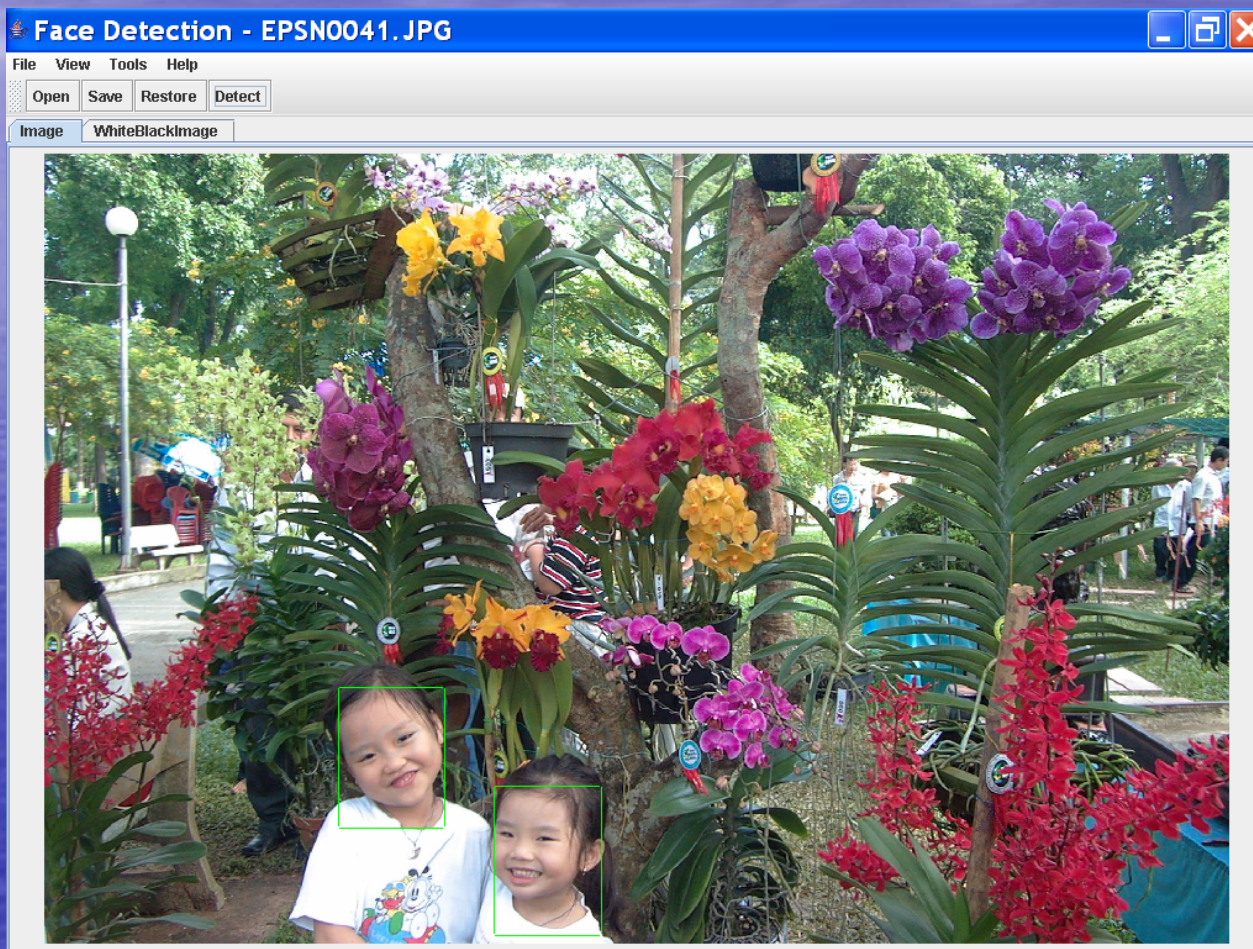 Face Detection - EPSN0041.JPG
File View Tools Help
Open Save Restore Detect
Image WhiteBlackImage